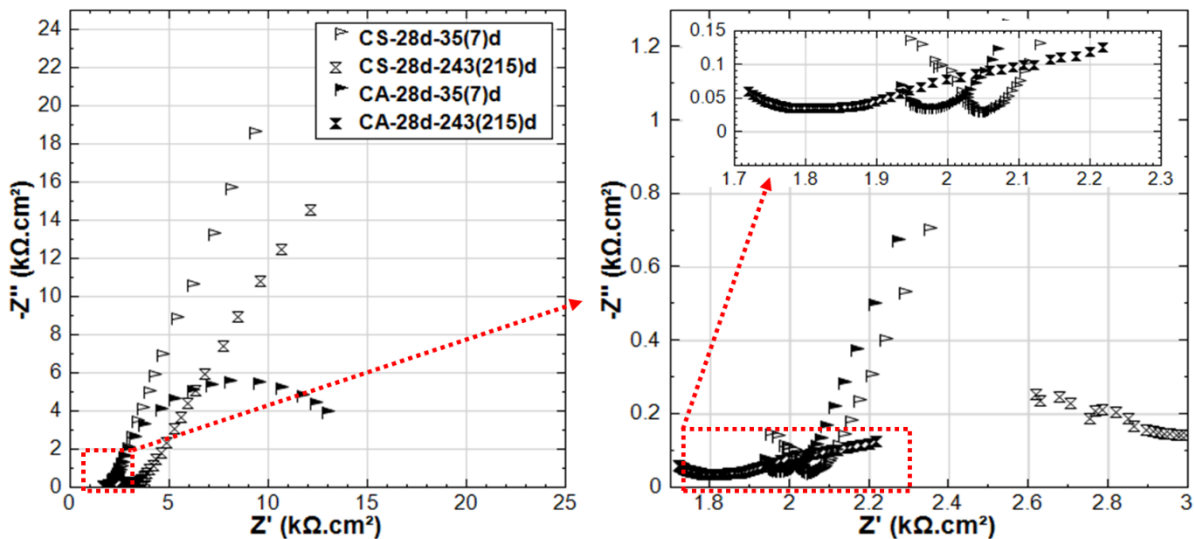 24
22
20
18
16
14
12
10
8
6
4
2
0
-Z'' (kΩ.cm²)
CS-28d-35(7)d
CS-28d-243(215)d
CA-28d-35(7)d
CA-28d-243(215)d
0 5 10 15 20 25
Z' (kΩ.cm²)
1.2
1
0.8
0.6
0.4
0.2
0
-Z'' (kΩ.cm²)
0.15
0.1
0.05
0
1.7 1.8 1.9 2 2.1 2.2 2.3
1.8 2 2.2 2.4 2.6 2.8 3
Z' (kΩ.cm²)